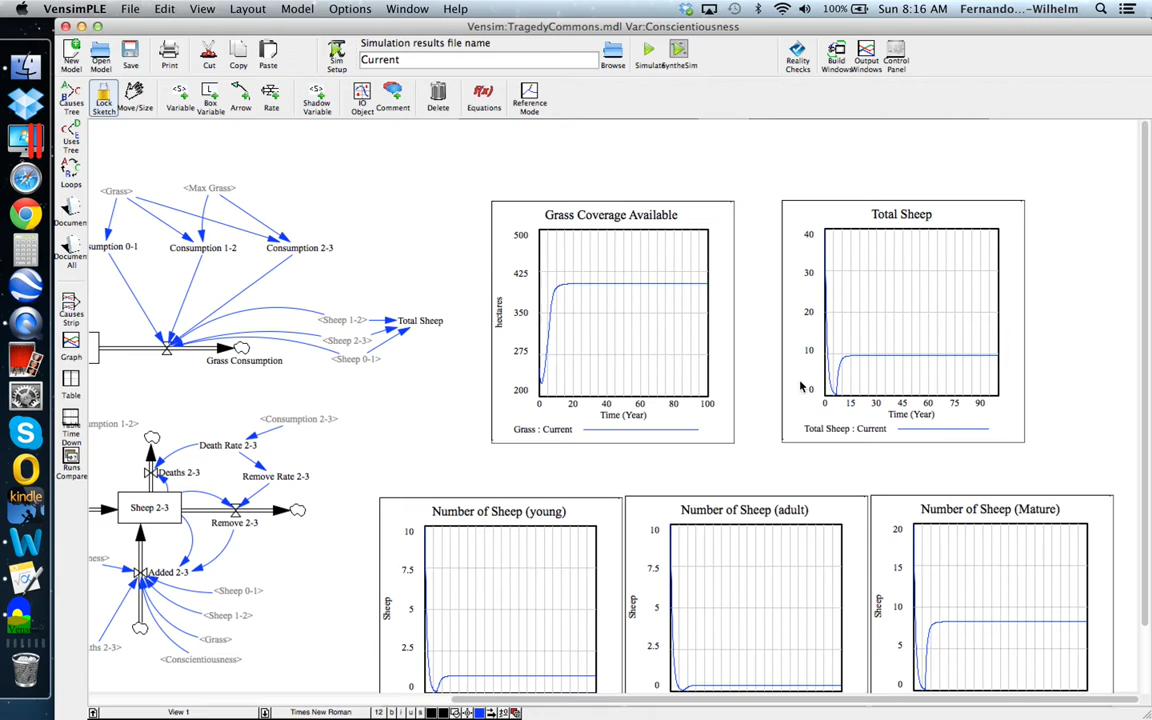 VensimPLE File Edit View Layout Model Options Window Help 100% Sun 8:16 AM Fernando...-Wilhelm
Vensim:TragedyCommons.mdl Var:Conscientiousness
New Model
Open Model
Save
Print
Cut
Copy
Paste
Sim Setup
Simulation results file name
Current
Browse
Simulate
SyntheSim
Reality Checks
Build Windows
Output Windows
Control Panel
Causes Tree
Lock Sketch
Move/Size
Variable
Box Variable
Arrow
Rate
Shadow Variable
IO Object
Comment
Delete
Equations
Reference Mode
Uses Tree
Loops
Document
Document All
Causes Strip
Graph
Table
Table Time Down
Runs Compare
<Grass>
<Max Grass>
sumption 0-1
Consumption 1-2
Consumption 2-3
<Sheep 1-2>
Total Sheep
<Sheep 2-3>
<Sheep 0-1>
Grass Consumption
Grass Coverage Available
500
425
350
275
200
hectares
0 20 40 60 80 100
Time (Year)
Grass : Current
Total Sheep
40
30
20
10
0
0 15 30 45 60 75 90
Time (Year)
Total Sheep : Current
umption 1-2>
<Consumption 2-3>
Death Rate 2-3
Deaths 2-3
Remove Rate 2-3
Sheep 2-3
Remove 2-3
ness>
Added 2-3
<Sheep 0-1>
<Sheep 1-2>
<Grass>
ths 2-3>
<Conscientiousness>
Number of Sheep (young)
10
7.5
5
2.5
0
Sheep
Number of Sheep (adult)
10
7.5
5
2.5
0
Sheep
Number of Sheep (Mature)
20
15
10
5
0
Sheep
kindle
View 1
Times New Roman 12 b i u s